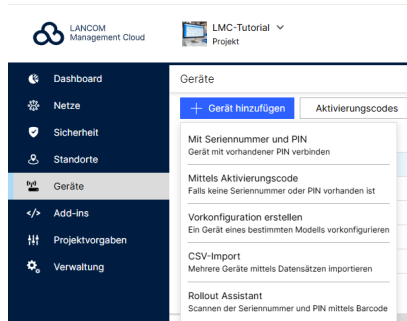 LANCOM
Management Cloud
LMC-Tutorial
Projekt
Dashboard
Netze
Sicherheit
Standorte
Geräte
Add-ins
Projektvorgaben
Verwaltung
Geräte
Gerät hinzufügen
Aktivierungscodes
Mit Seriennummer und PIN
Gerät mit vorhandener PIN verbinden
Mittels Aktivierungscode
Falls keine Seriennummer oder PIN vorhanden ist
Vorkonfiguration erstellen
Ein Gerät eines bestimmten Modells vorkonfigurieren
CSV-Import
Mehrere Geräte mittels Datensätzen importieren
Rollout Assistant
Scannen der Seriennummer und PIN mittels Barcode